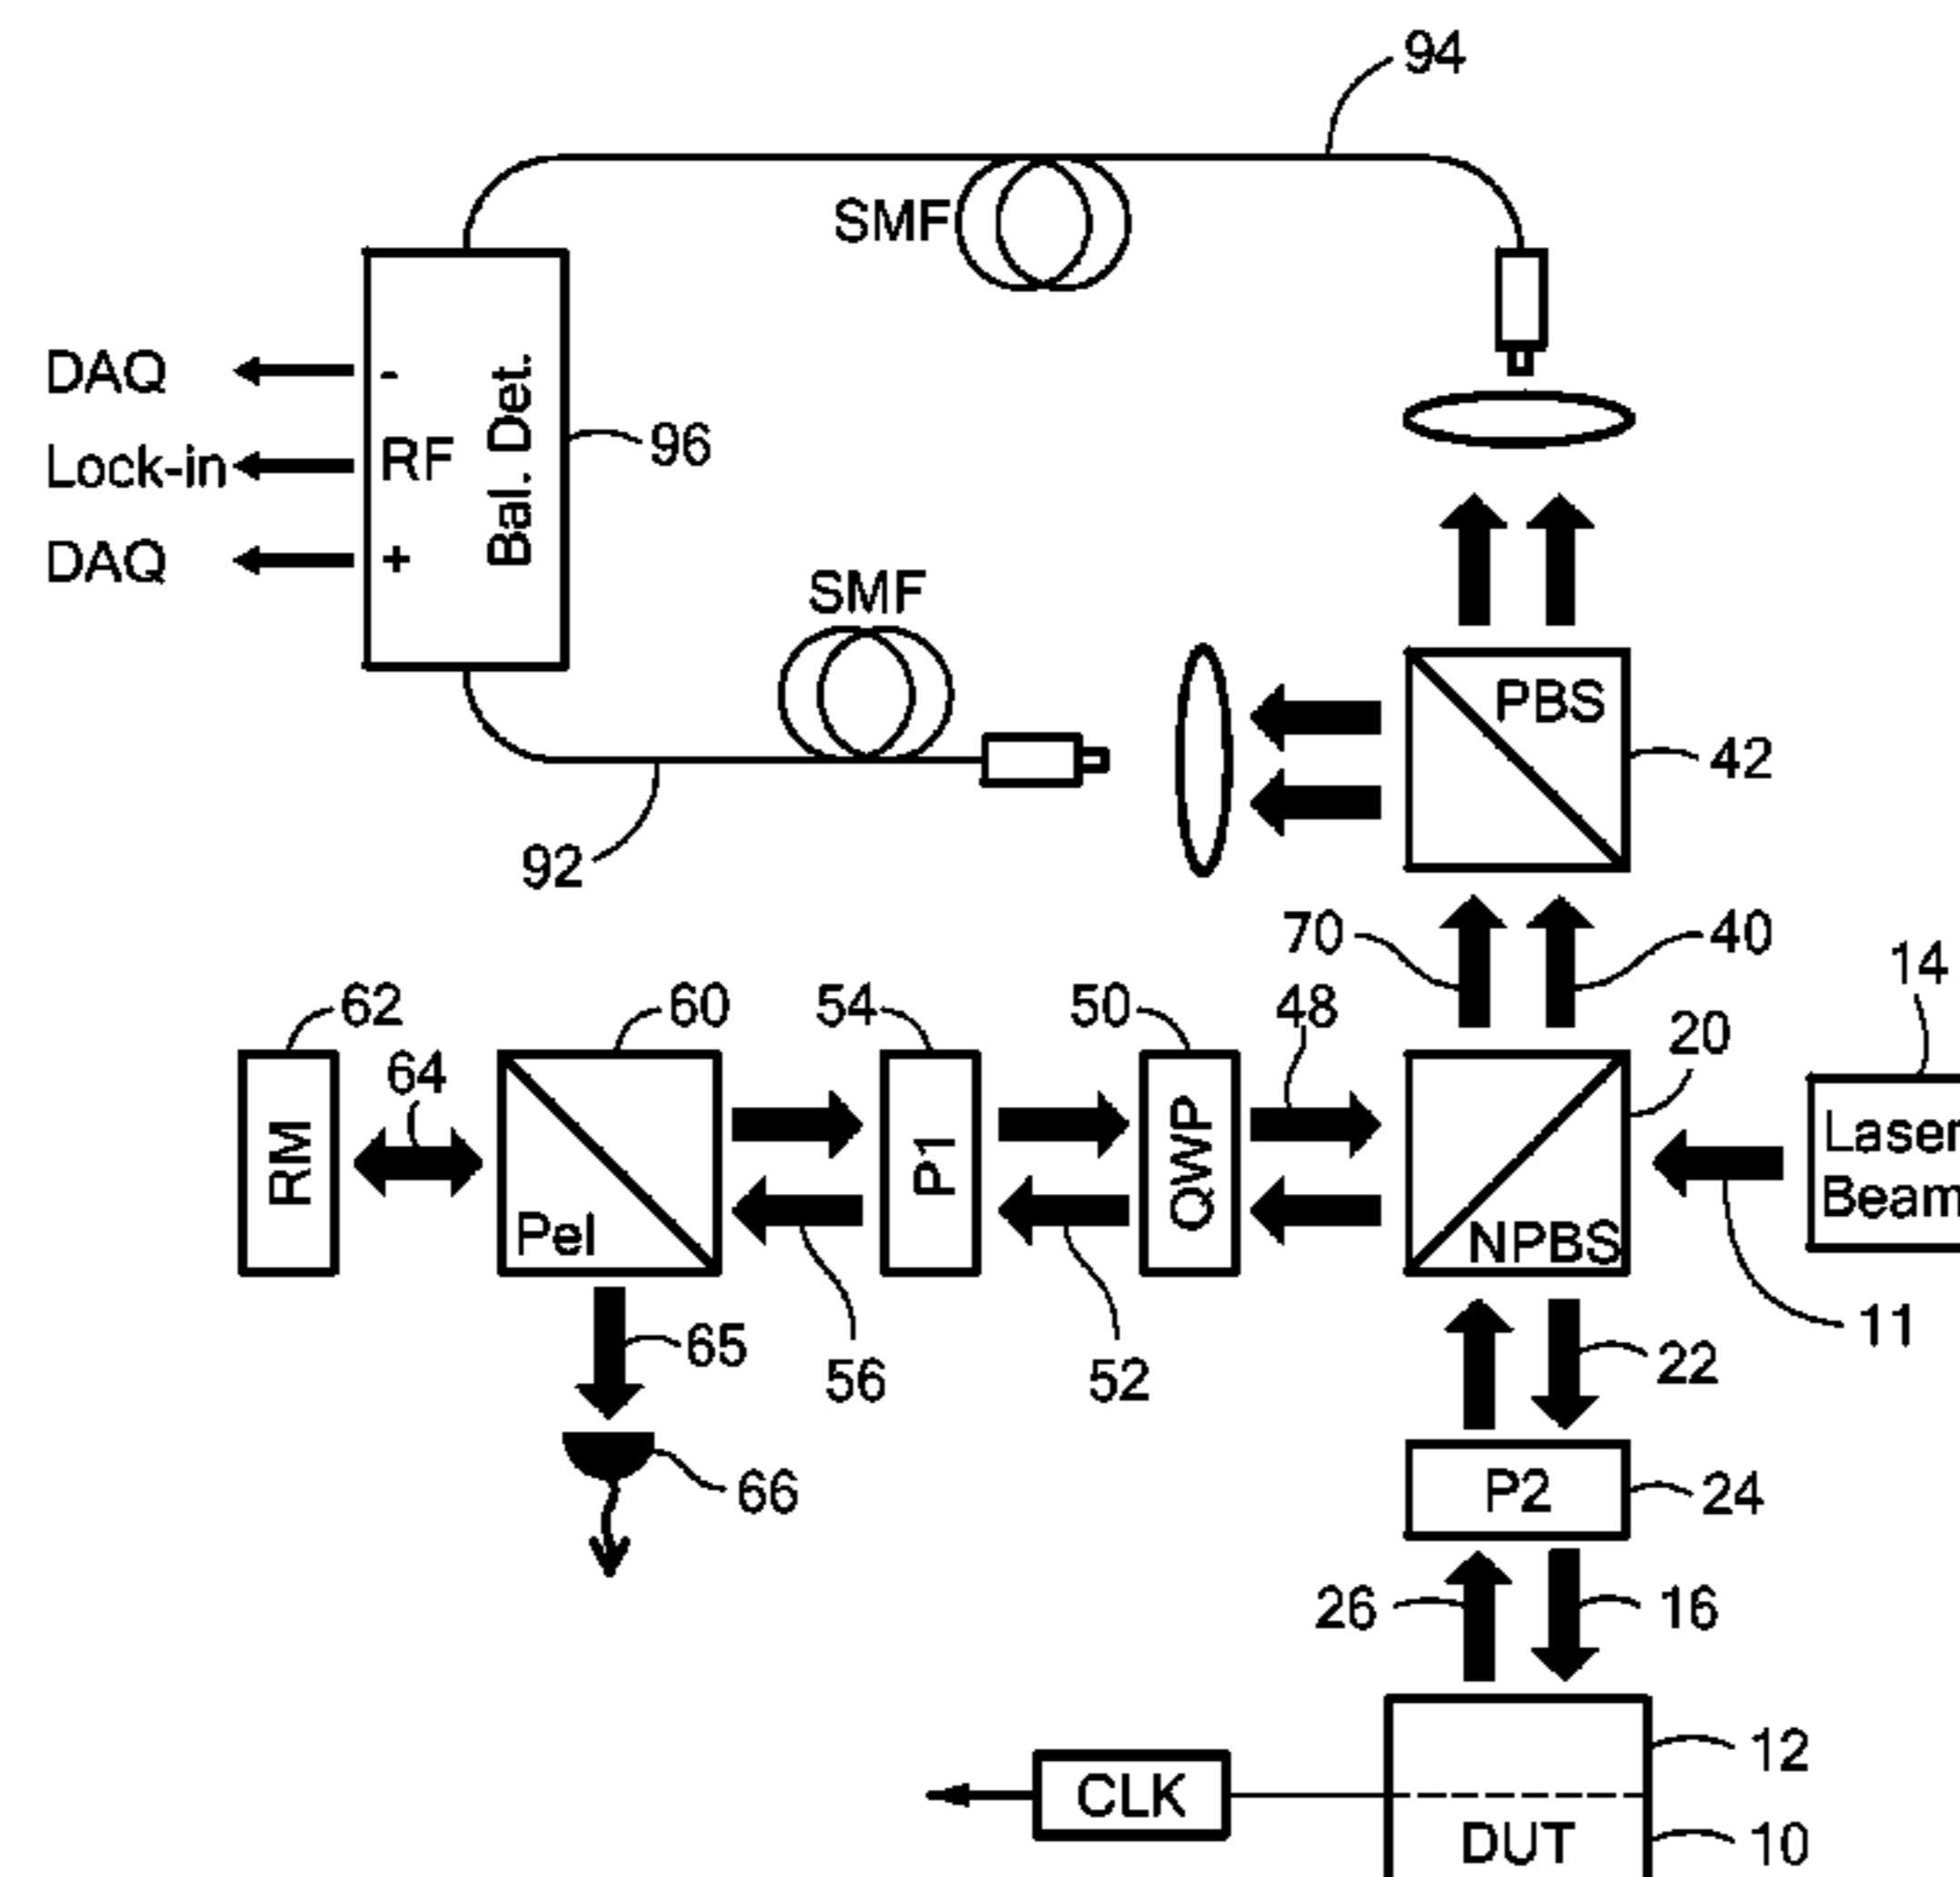 94
SMF
DAQ
-
Lock-in
RF
Bal. Det.
96
DAQ
+
SMF
PBS
42
92
70
40
14
62
60
54
50
48
20
64
RM
Pel
P1
QWP
NPBS
Laser
Beam
11
65
56
52
22
66
P2
24
26
16
12
CLK
DUT
10